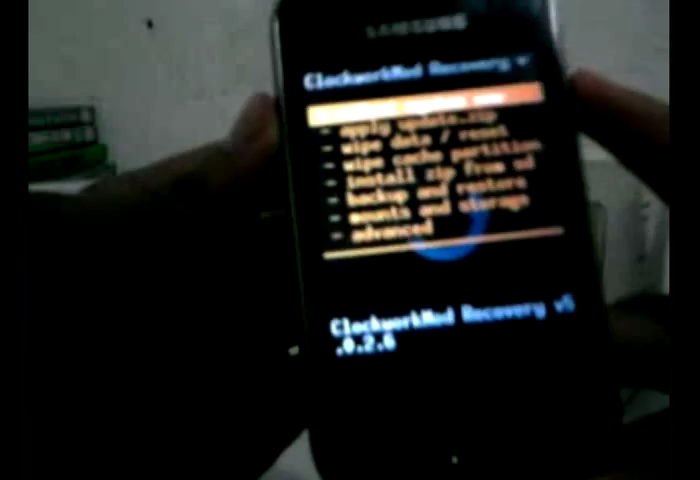 SAMSUNG
ClockworkMod Recovery v
- apply update.zip
- wipe data / reset
- wipe cache partition
- install zip from sd
- backup and restore
- mounts and storage
- advanced
ClockworkMod Recovery v5
.0.2.6